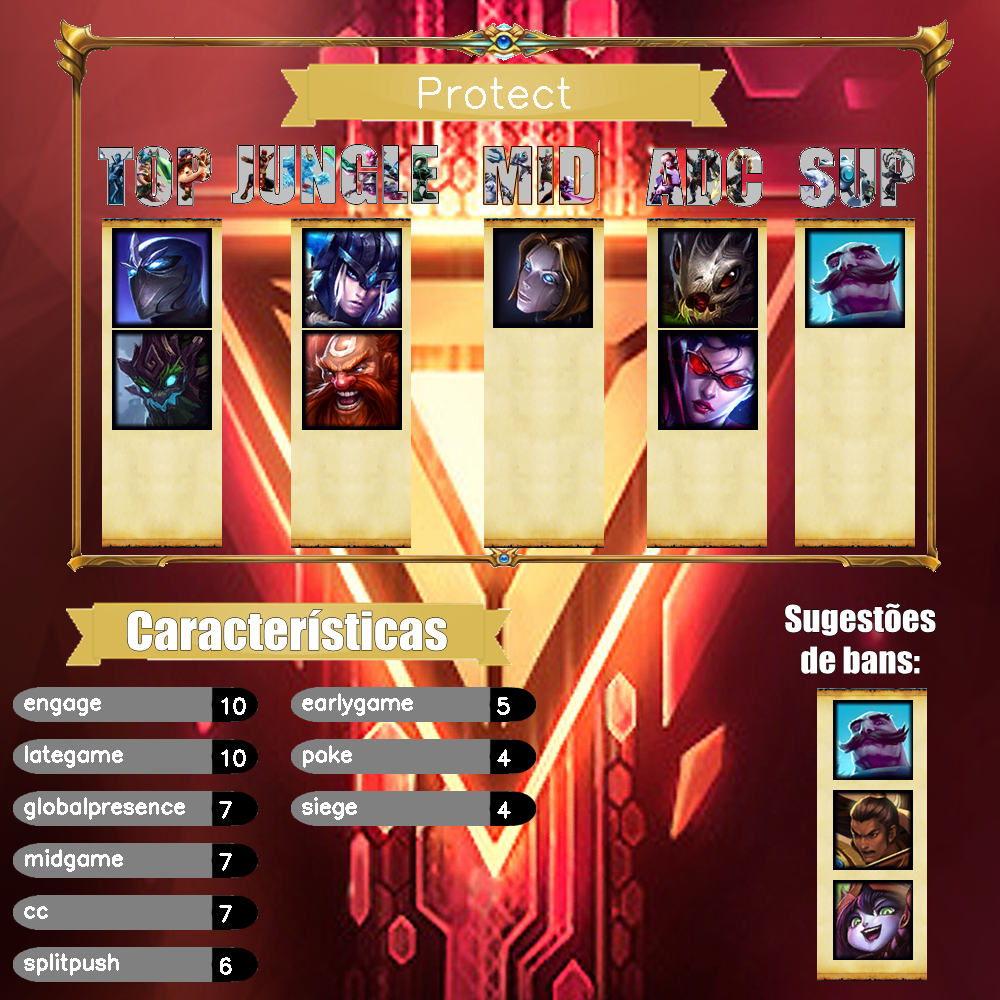 Protect
TOP JUNGLE MID ADC SUP
Características
engage 10
lategame 10
globalpresence 7
midgame 7
cc 7
splitpush 6
earlygame 5
poke 4
siege 4
Sugestões
de bans: